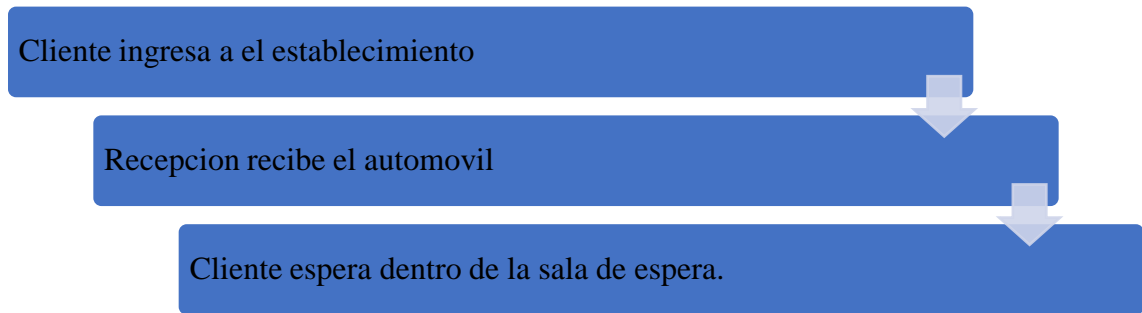 Cliente ingresa a el establecimiento
Recepcion recibe el automovil
Cliente espera dentro de la sala de espera.